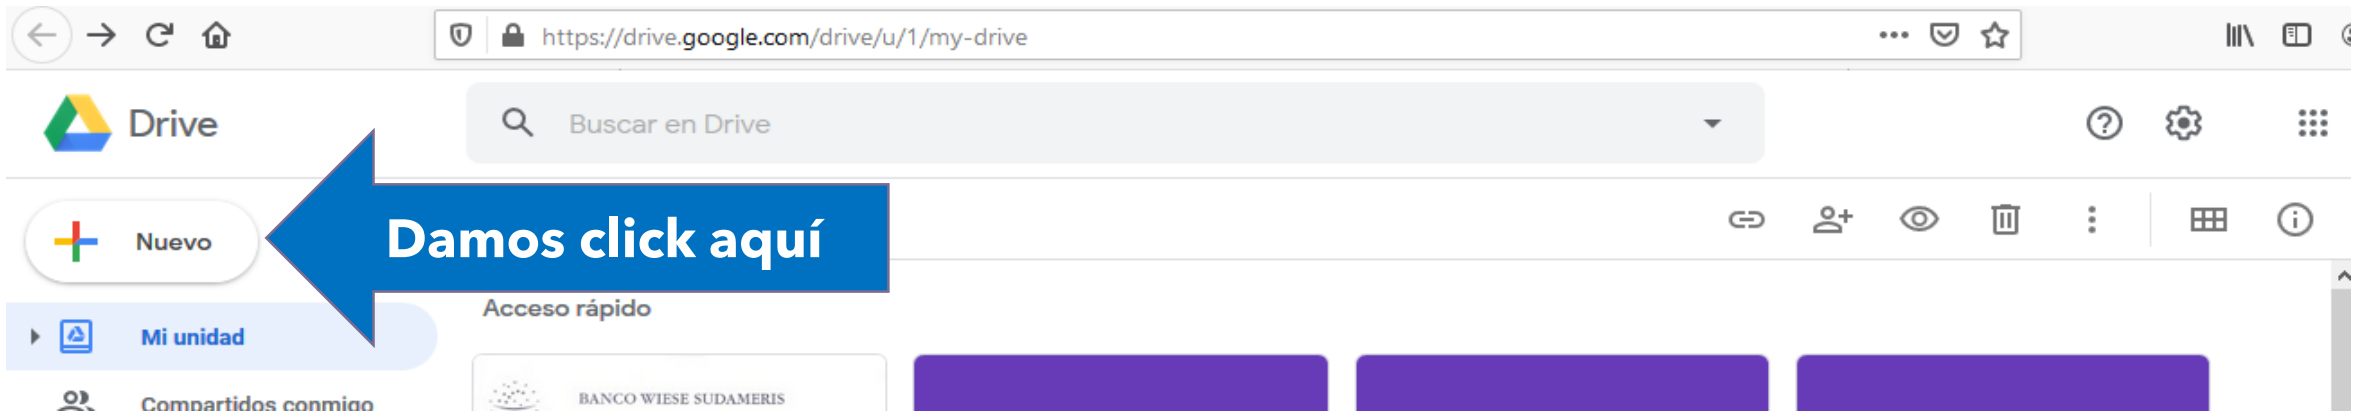 https://drive.google.com/drive/u/1/my-drive
Drive
Buscar en Drive
Nuevo
Damos click aquí
Acceso rápido
Mi unidad
Compartidos conmigo
BANCO WIESE SUDAMERIS